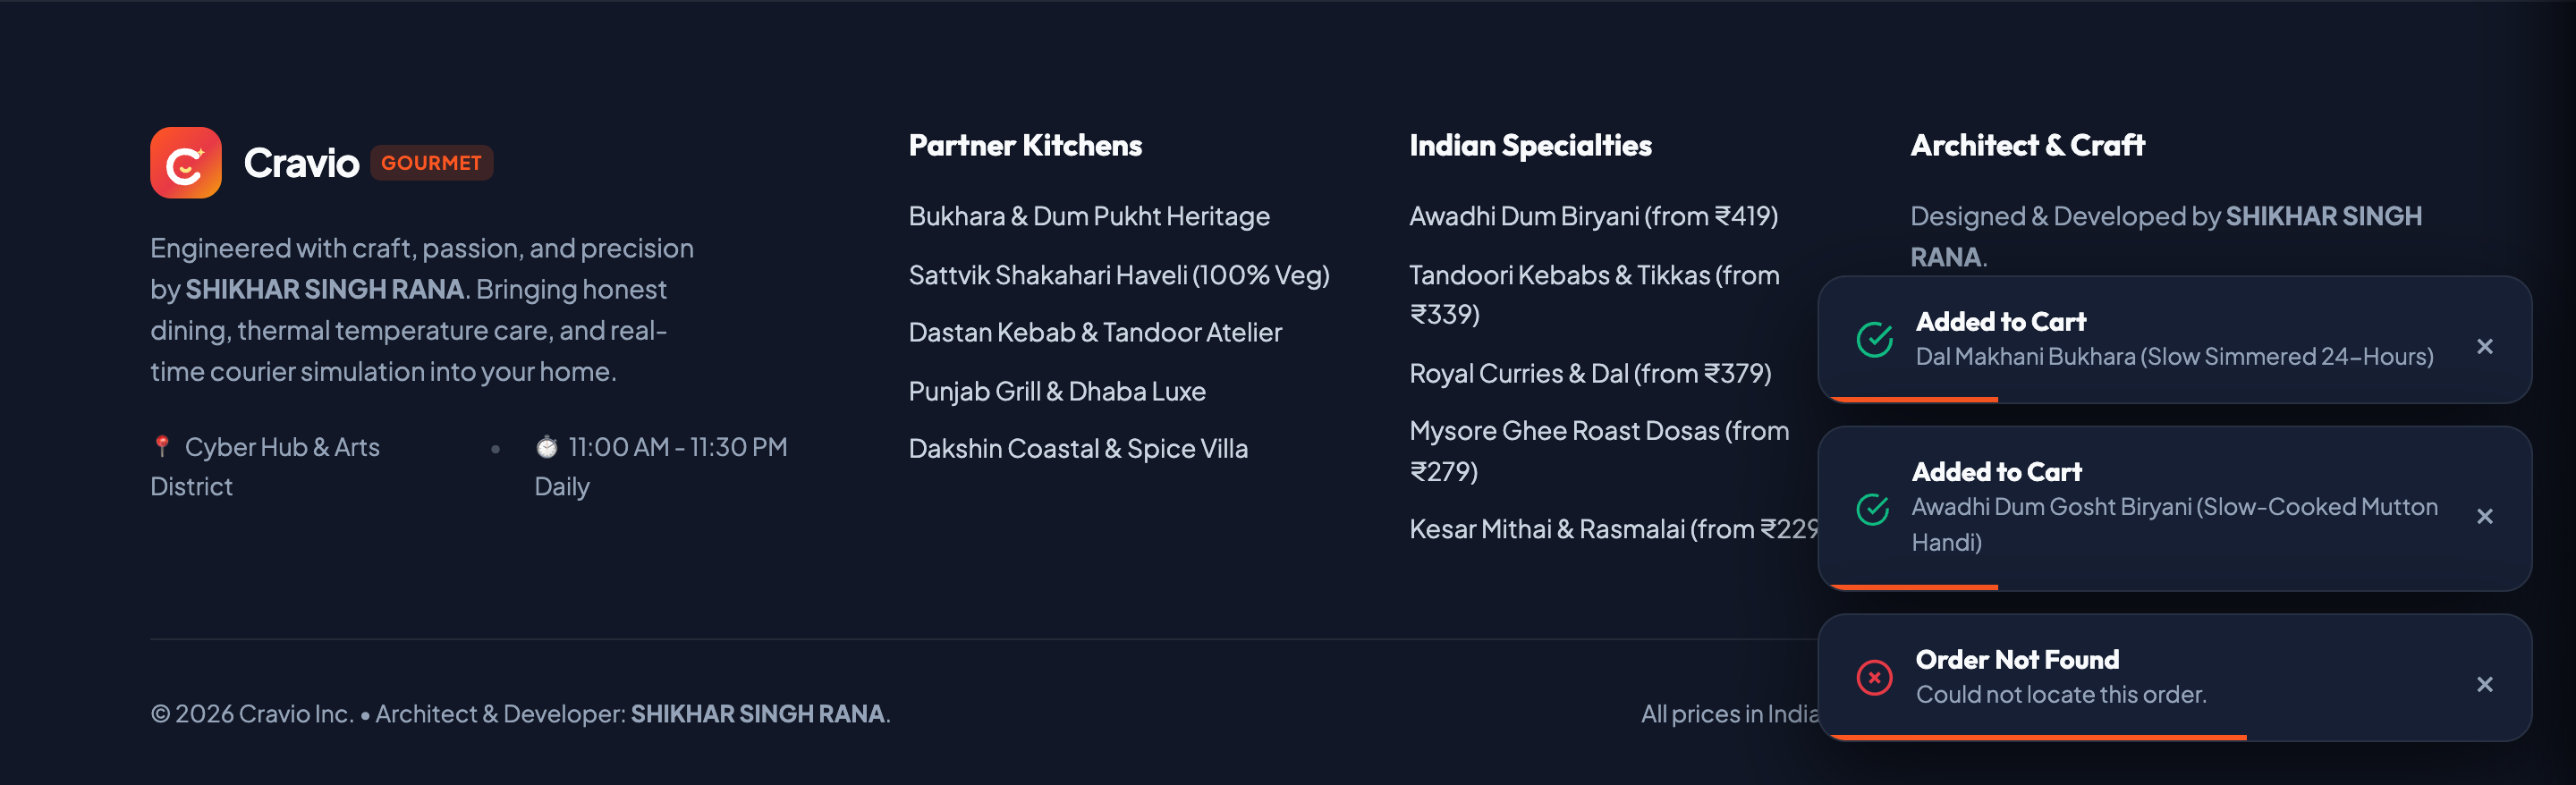 Cravio GOURMET
Engineered with craft, passion, and precision
by SHIKHAR SINGH RANA. Bringing honest
dining, thermal temperature care, and real-
time courier simulation into your home.
📍 Cyber Hub & Arts
District
•
⏱ 11:00 AM - 11:30 PM
Daily
Partner Kitchens
Bukhara & Dum Pukht Heritage
Sattvik Shakahari Haveli (100% Veg)
Dastan Kebab & Tandoor Atelier
Punjab Grill & Dhaba Luxe
Dakshin Coastal & Spice Villa
Indian Specialties
Awadhi Dum Biryani (from ₹419)
Tandoori Kebabs & Tikkas (from
₹339)
Royal Curries & Dal (from ₹379)
Mysore Ghee Roast Dosas (from
₹279)
Kesar Mithai & Rasmalai (from ₹229
Architect & Craft
Designed & Developed by SHIKHAR SINGH
RANA.
Added to Cart
Dal Makhani Bukhara (Slow Simmered 24-Hours)
Added to Cart
Awadhi Dum Gosht Biryani (Slow-Cooked Mutton
Handi)
Order Not Found
Could not locate this order.
© 2026 Cravio Inc. • Architect & Developer: SHIKHAR SINGH RANA.
All prices in India